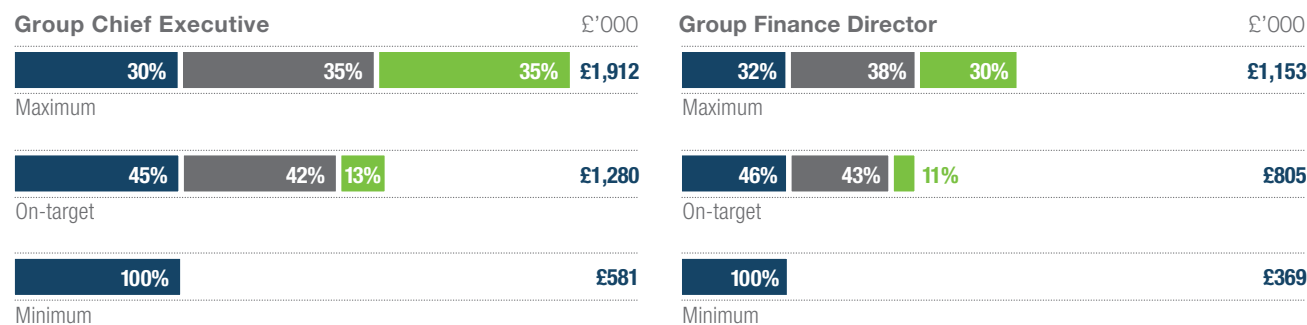 Group Chief Executive £’000
30% 35% 35% £1,912
Maximum
45% 42% 13% £1,280
On-target
100% £581
Minimum
Group Finance Director £’000
32% 38% 30% £1,153
Maximum
46% 43% 11% £805
On-target
100% £369
Minimum